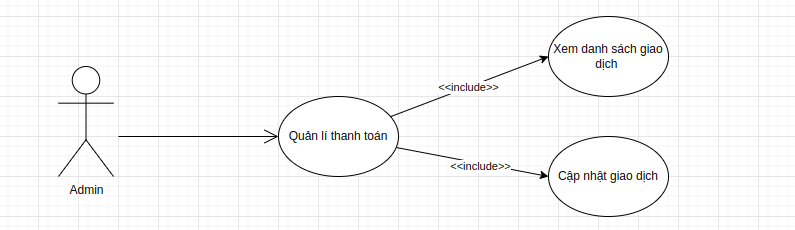 Xem danh sách giao
dịch
<<include>>
Quản lí thanh toán
<<include>>
Cập nhật giao dịch
Admin